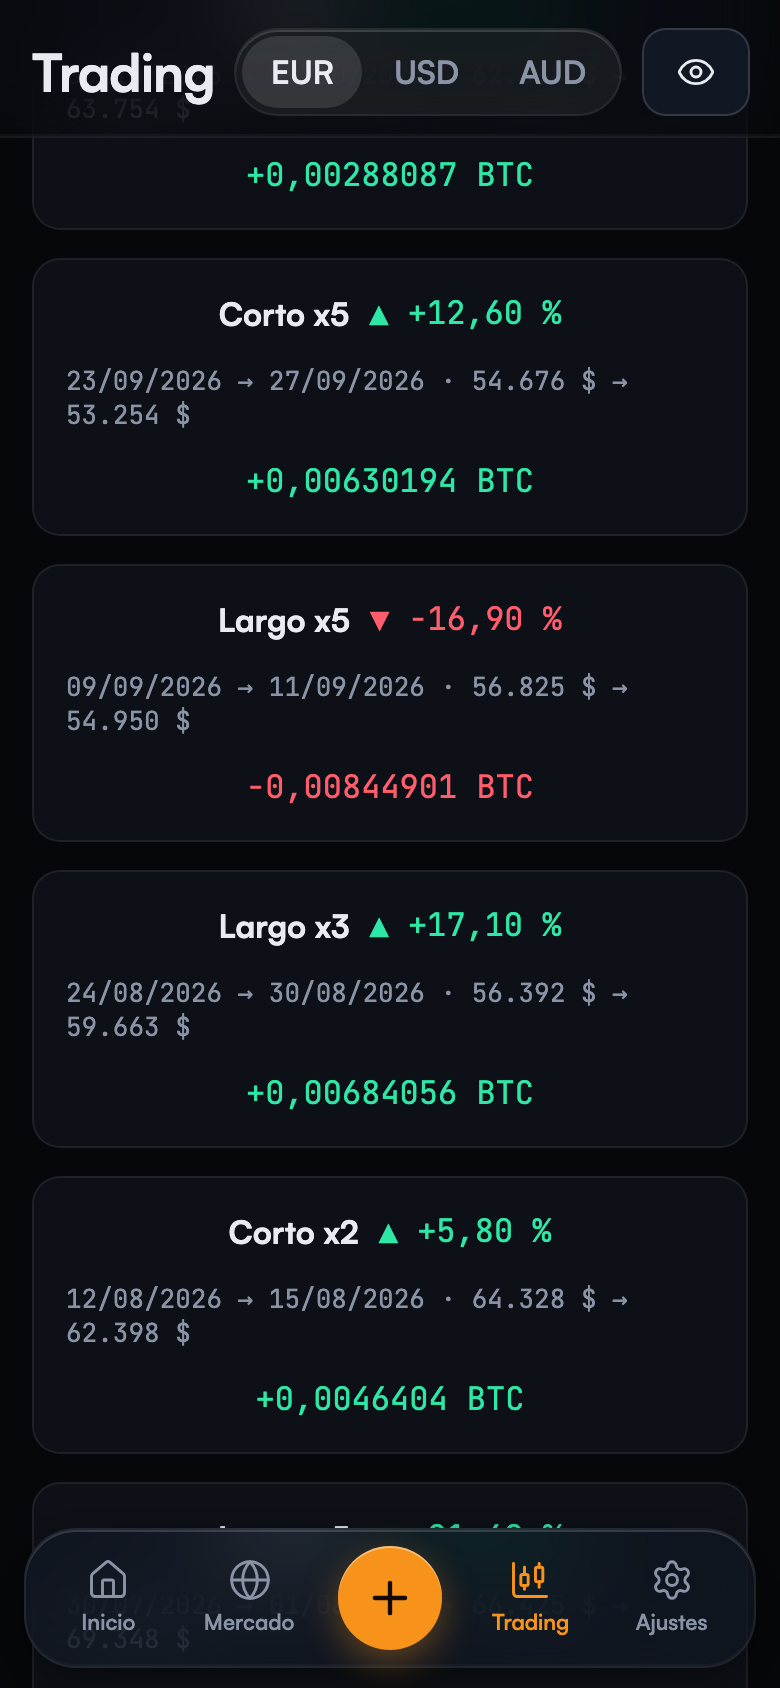 Trading EUR USD AUD
63.754 $
+0,00288087 BTC
Corto x5 ▲ +12,60 %
23/09/2026 → 27/09/2026 · 54.676 $ →
53.254 $
+0,00630194 BTC
Largo x5 ▼ -16,90 %
09/09/2026 → 11/09/2026 · 56.825 $ →
54.950 $
-0,00844901 BTC
Largo x3 ▲ +17,10 %
24/08/2026 → 30/08/2026 · 56.392 $ →
59.663 $
+0,00684056 BTC
Corto x2 ▲ +5,80 %
12/08/2026 → 15/08/2026 · 64.328 $ →
62.398 $
+0,0046404 BTC
69.348 $
Inicio Mercado Trading Ajustes